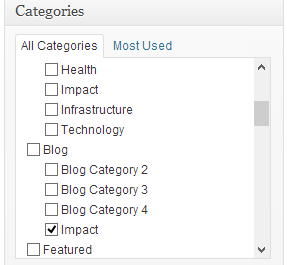 Categories
All Categories Most Used
Health
Impact
Infrastructure
Technology
Blog
Blog Category 2
Blog Category 3
Blog Category 4
Impact
Featured